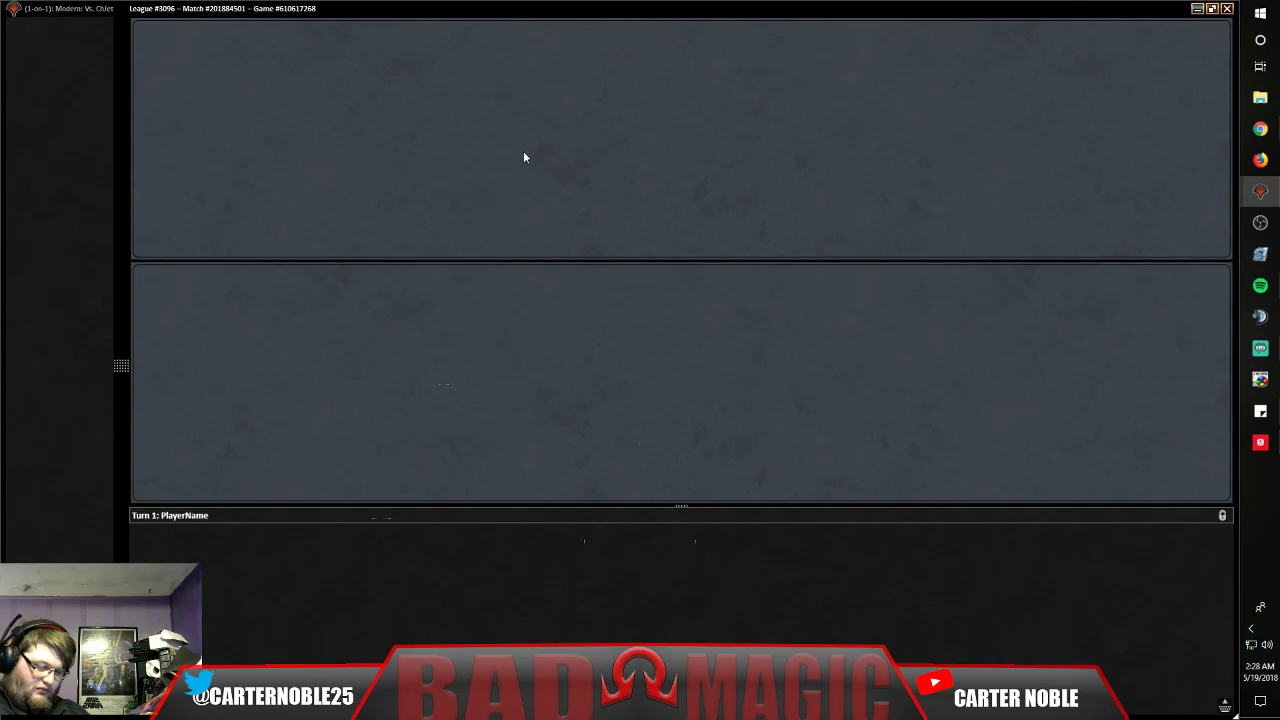 (1-on-1): Modern: Vs. Chlet
League #3096 – Match #201884501 – Game #610617268
Turn 1: PlayerName
BAD MAGIC
@CARTERNOBLE25
CARTER NOBLE
2:28 AM
5/19/2018